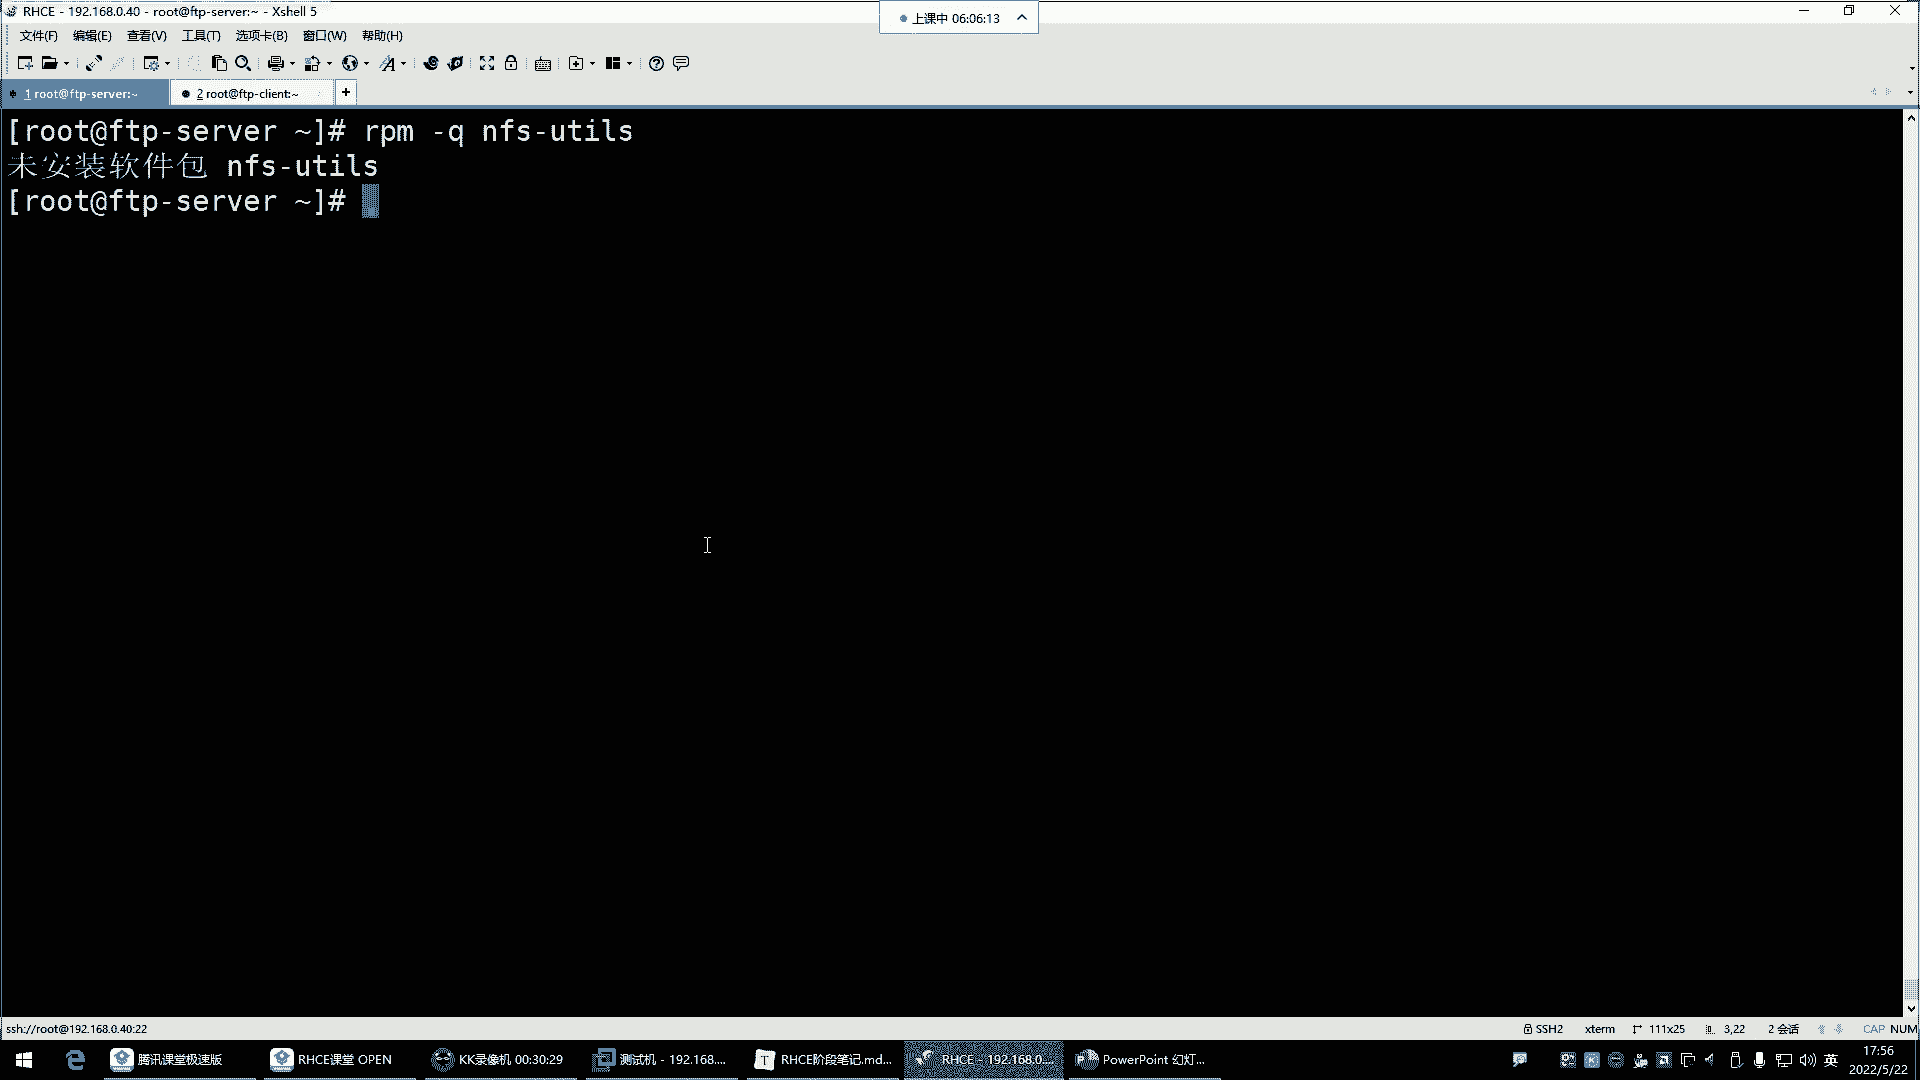 RHCE - 192.168.0.40 - root@ftp-server:~ - Xshell 5
上课中 06:06:13
文件(F) 编辑(E) 查看(V) 工具(T) 选项卡(B) 窗口(W) 帮助(H)
1 root@ftp-server:~
2 root@ftp-client:~
+
[root@ftp-server ~]# rpm -q nfs-utils
未安装软件包 nfs-utils
[root@ftp-server ~]#
ssh://root@192.168.0.40:22
SSH2 xterm 111x25 3,22 2 会话 CAP NUM
腾讯课堂极速版
RHCE课堂 OPEN
KK录像机 00:30:29
测试机 - 192.168....
RHCE阶段笔记.md...
RHCE - 192.168.0....
PowerPoint 幻灯...
英
17:56
2022/5/22